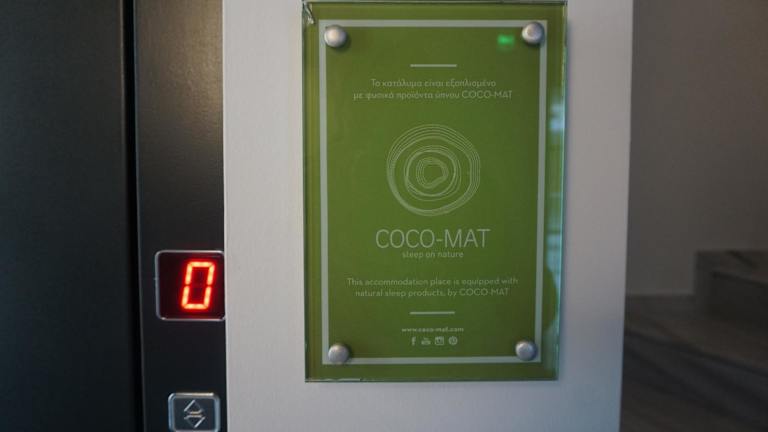 Το κατάλυμα είναι εξοπλισμένο
με φυσικά προϊόντα ύπνου COCO-MAT
COCO-MAT
sleep on nature
This accommodation place is equipped with
natural sleep products, by COCO-MAT
www.coco-mat.com
0